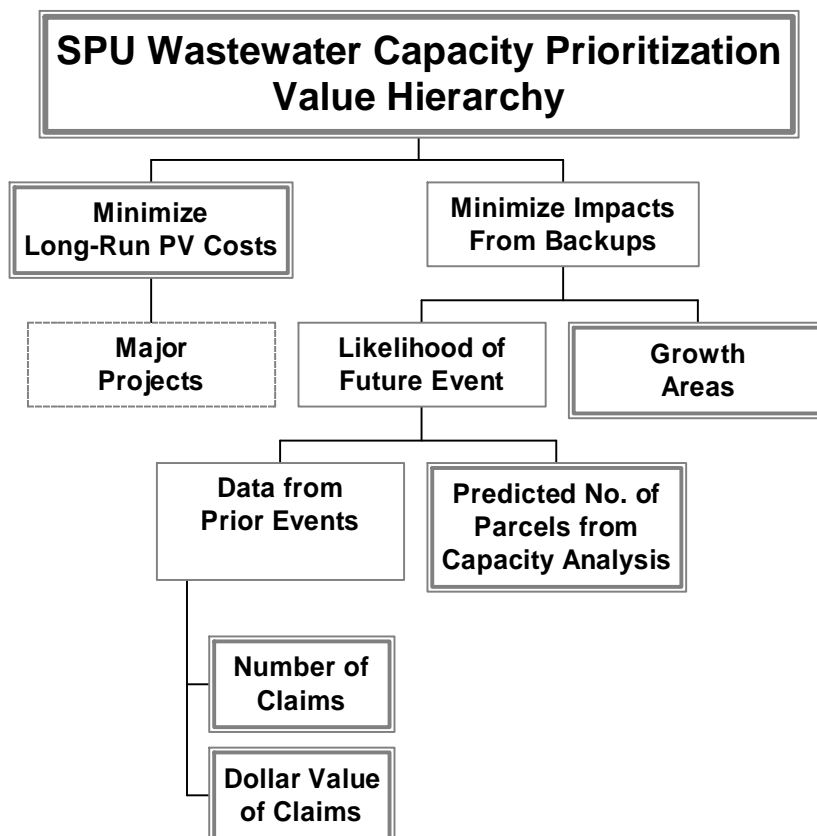 SPU Wastewater Capacity Prioritization
Value Hierarchy
Minimize
Long-Run PV Costs
Minimize Impacts
From Backups
Major
Projects
Likelihood of
Future Event
Growth
Areas
Data from
Prior Events
Predicted No. of
Parcels from
Capacity Analysis
Number of
Claims
Dollar Value
of Claims